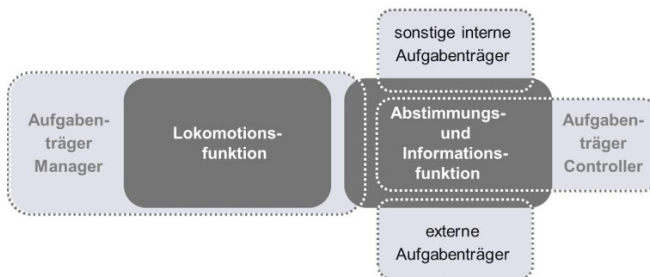 sonstige interne
Aufgabenträger
Aufgaben-
träger
Manager
Lokomotions-
funktion
Abstimmungs-
und
Informations-
funktion
Aufgaben-
träger
Controller
externe
Aufgabenträger